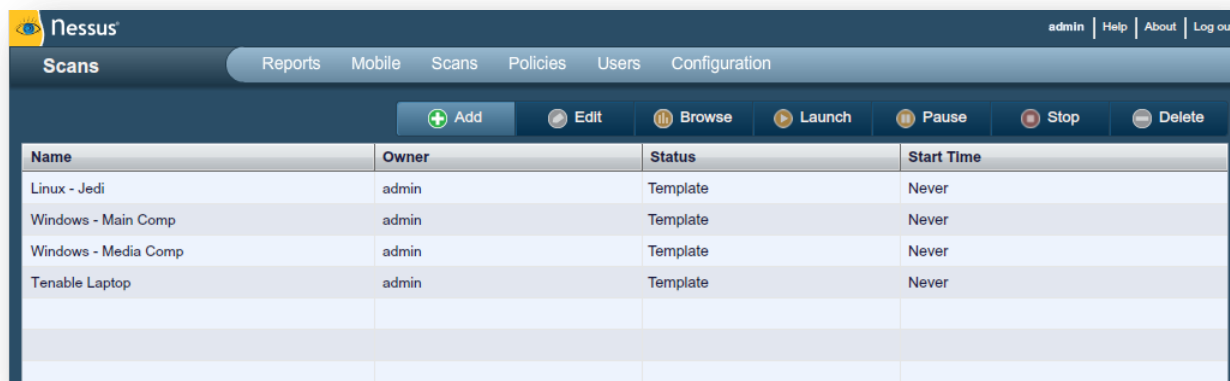 Nessus
admin Help About Log ou
Scans Reports Mobile Scans Policies Users Configuration
Add Edit Browse Launch Pause Stop Delete
Name Owner Status Start Time
Linux - Jedi admin Template Never
Windows - Main Comp admin Template Never
Windows - Media Comp admin Template Never
Tenable Laptop admin Template Never